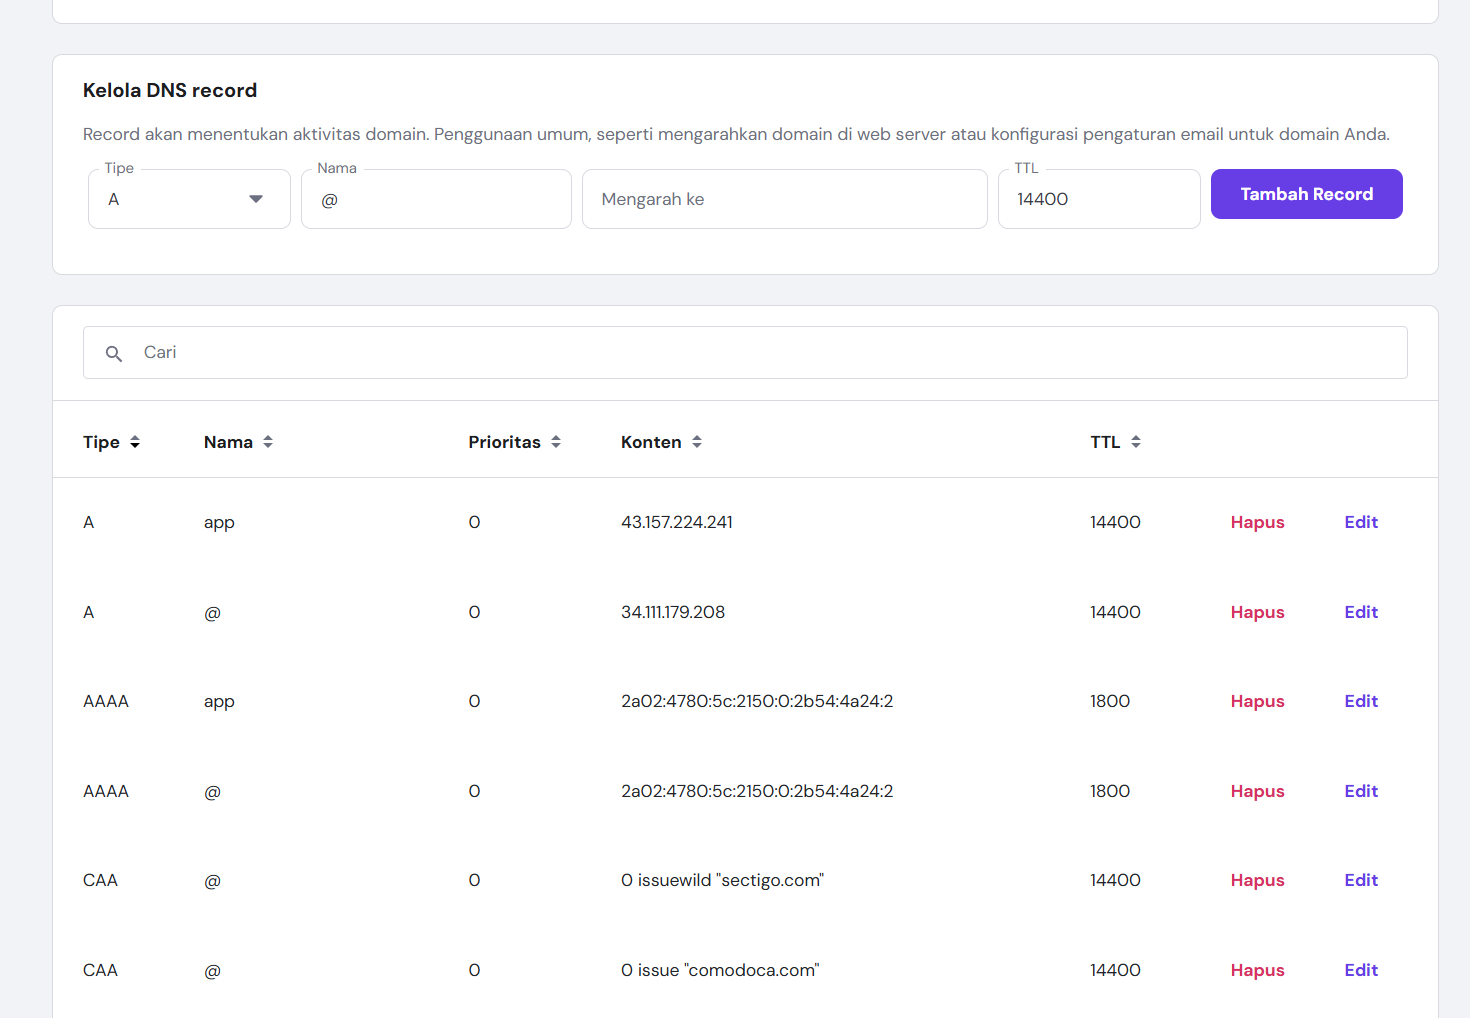 Kelola DNS record
Record akan menentukan aktivitas domain. Penggunaan umum, seperti mengarahkan domain di web server atau konfigurasi pengaturan email untuk domain Anda.
Tipe Nama TTL
A @ Mengarah ke 14400 Tambah Record
Cari
Tipe Nama Prioritas Konten TTL
A app 0 43.157.224.241 14400 Hapus Edit
A @ 0 34.111.179.208 14400 Hapus Edit
AAAA app 0 2a02:4780:5c:2150:0:2b54:4a24:2 1800 Hapus Edit
AAAA @ 0 2a02:4780:5c:2150:0:2b54:4a24:2 1800 Hapus Edit
CAA @ 0 0 issuewild "sectigo.com" 14400 Hapus Edit
CAA @ 0 0 issue "comodoca.com" 14400 Hapus Edit